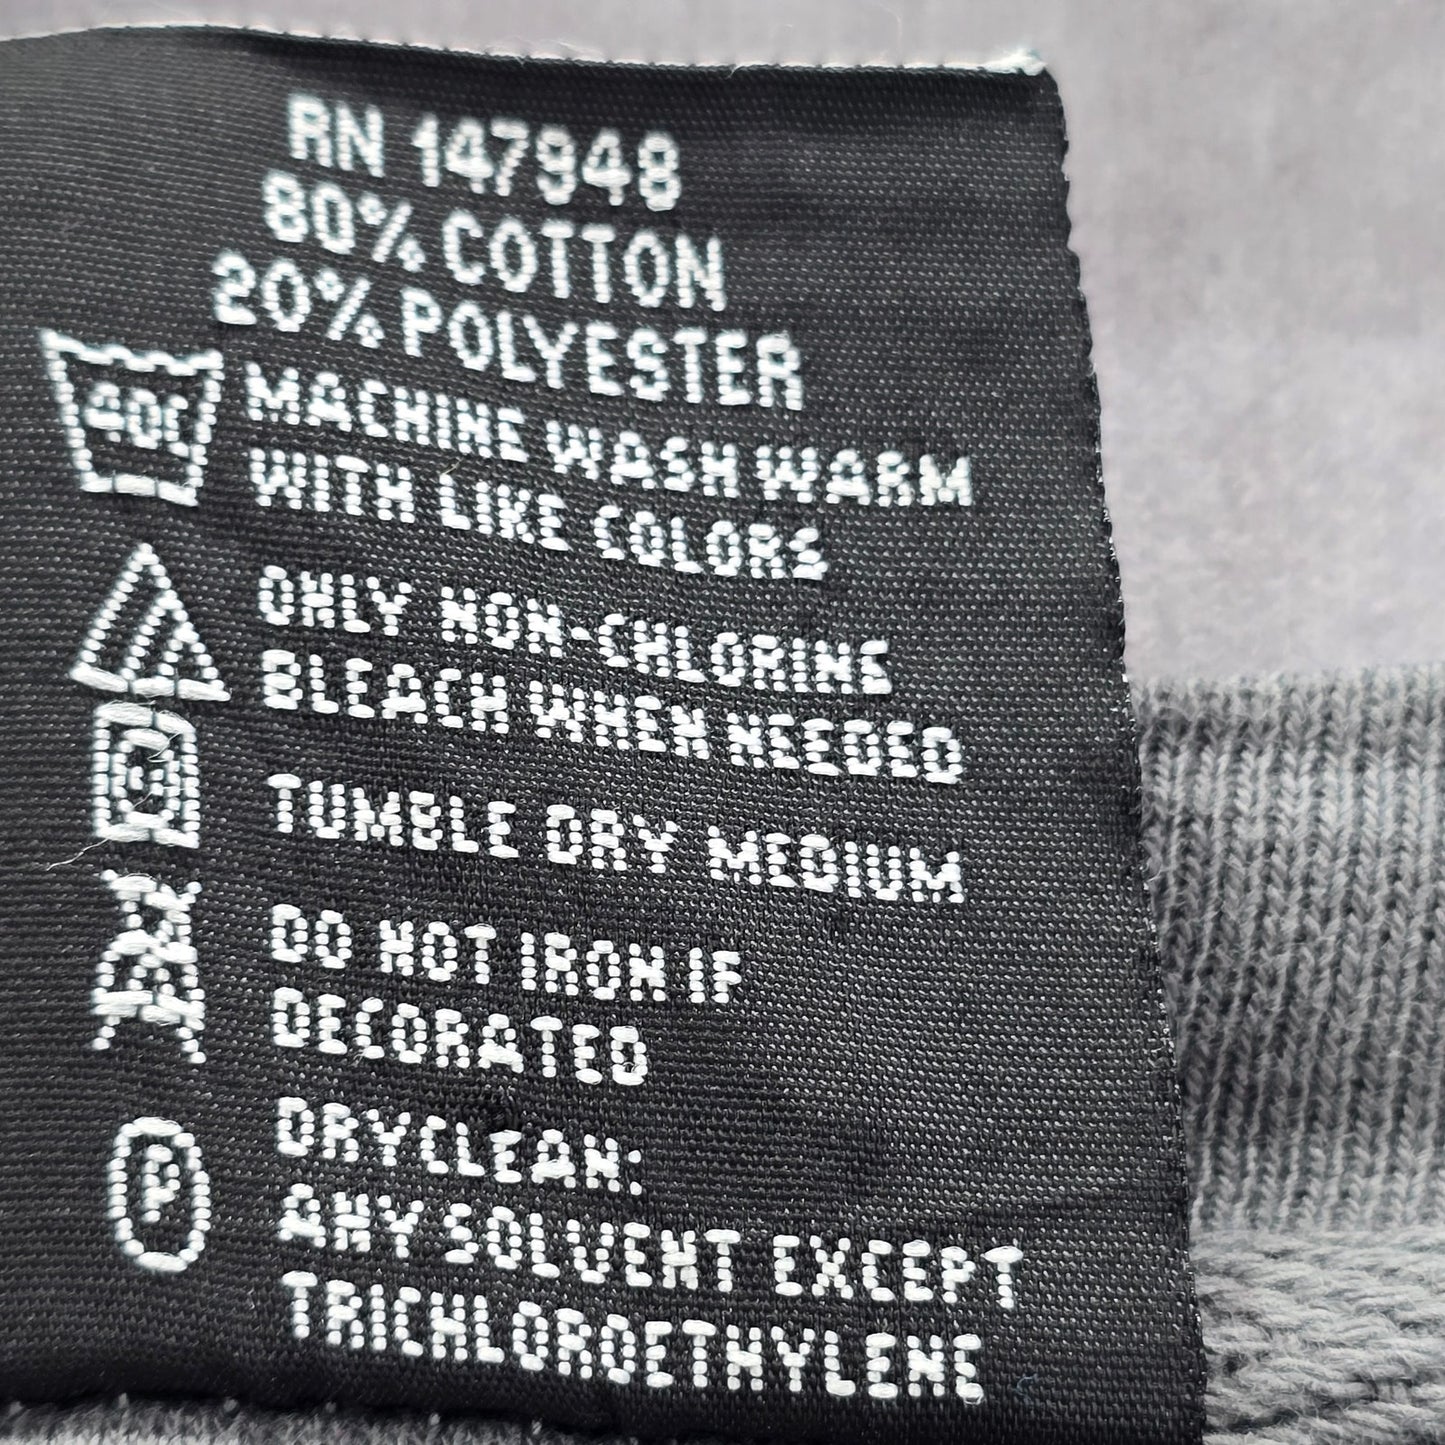 RN 147948
80% COTTON
20% POLYESTER
40C
MACHINE WASH WARM
WITH LIKE COLORS
ONLY NON-CHLORINE
BLEACH WHEN NEEDED
TUMBLE DRY MEDIUM
DO NOT IRON IF
DECORATED
DRYCLEAN:
P
ANY SOLVENT EXCEPT
TRICHLOROETHYLENE